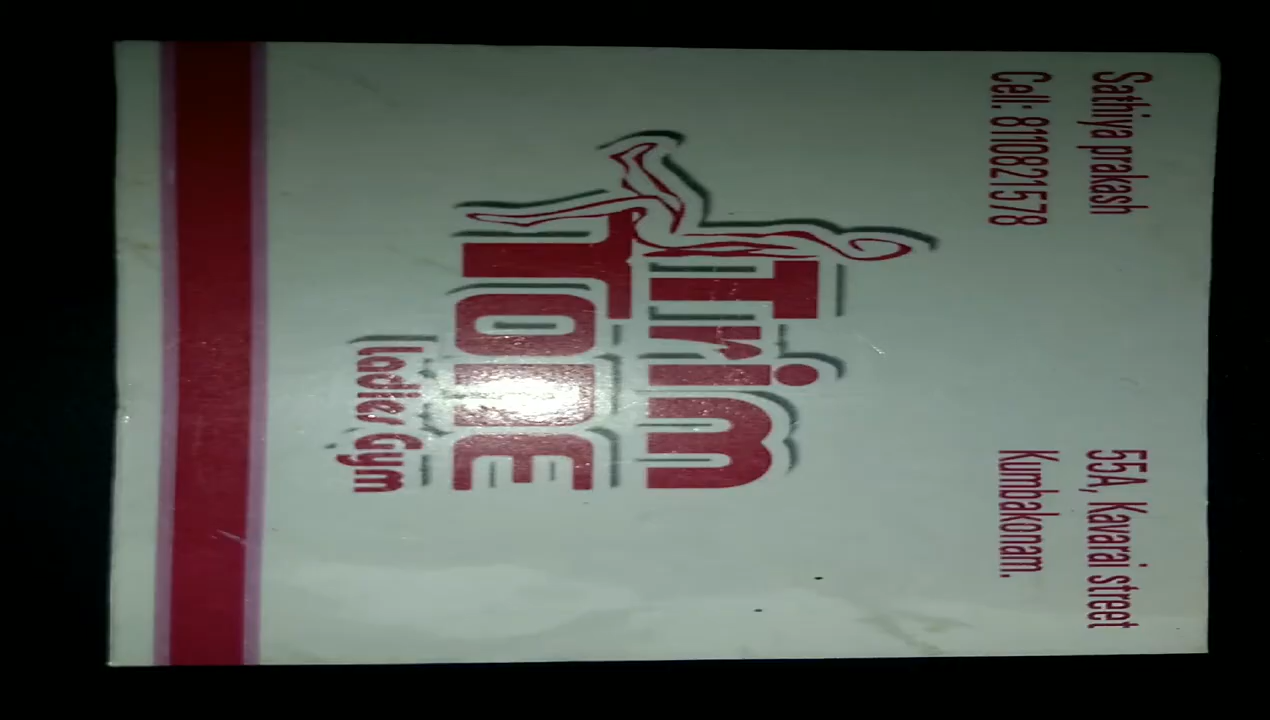 Sathiya prakash
Cell: 8110821578
55A, Kavarai street
Kumbakonam.
Trim
TonE
Ladies Gym